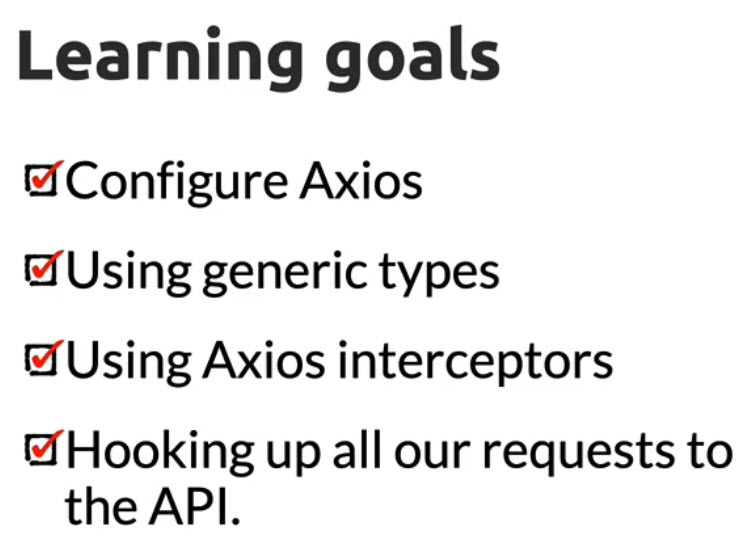 Learning goals
Configure Axios
Using generic types
Using Axios interceptors
Hooking up all our requests to
the API.